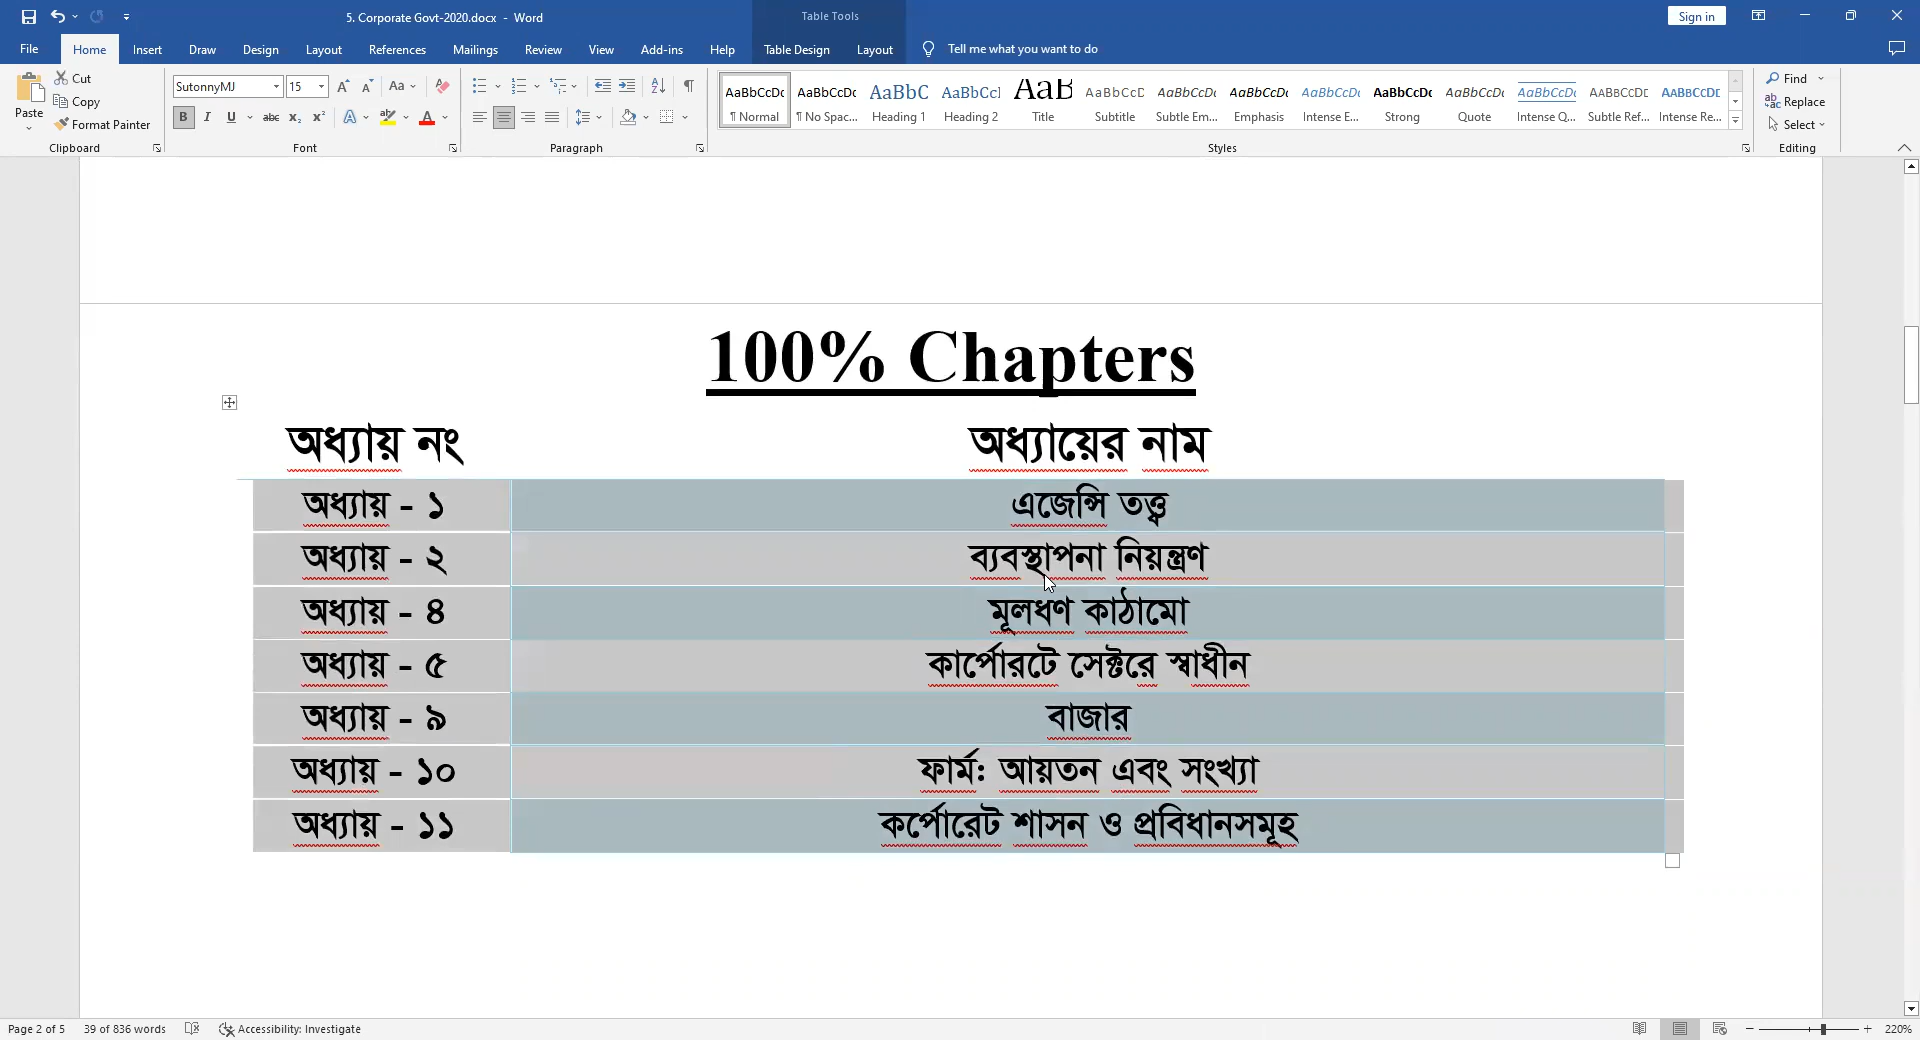 5. Corporate Govt-2020.docx - Word
Table Tools
Sign in
File Home Insert Draw Design Layout References Mailings Review View Add-ins Help Table Design Layout Tell me what you want to do
Paste
Cut
Copy
Format Painter
Clipboard
SutonnyMJ 15
Font
Paragraph
AaBbCcDc AaBbCcDc AaBbC AaBbCcl AaB AaBbCcD AaBbCcDc AaBbCcDc AaBbCcDc AaBbCcDc AaBbCcDc AaBbCcDc AaBbCcDc AaBbCcDc
¶ Normal ¶ No Spac... Heading 1 Heading 2 Title Subtitle Subtle Em... Emphasis Intense E... Strong Quote Intense Q... Subtle Ref... Intense Re...
Styles
Find
Replace
Select
Editing
100% Chapters
অধ্যায় নং অধ্যায়ের নাম
অধ্যায় - ১ এজেন্সি তত্ত্ব
অধ্যায় - ২ ব্যবস্থাপনা নিয়ন্ত্রণ
অধ্যায় - ৪ মূলধণ কাঠামো
অধ্যায় - ৫ কার্পোরটে সেক্টরে স্বাধীন
অধ্যায় - ৯ বাজার
অধ্যায় - ১০ ফার্ম: আয়তন এবং সংখ্যা
অধ্যায় - ১১ কর্পোরেট শাসন ও প্রবিধানসমূহ
Page 2 of 5 39 of 836 words Accessibility: Investigate 220%